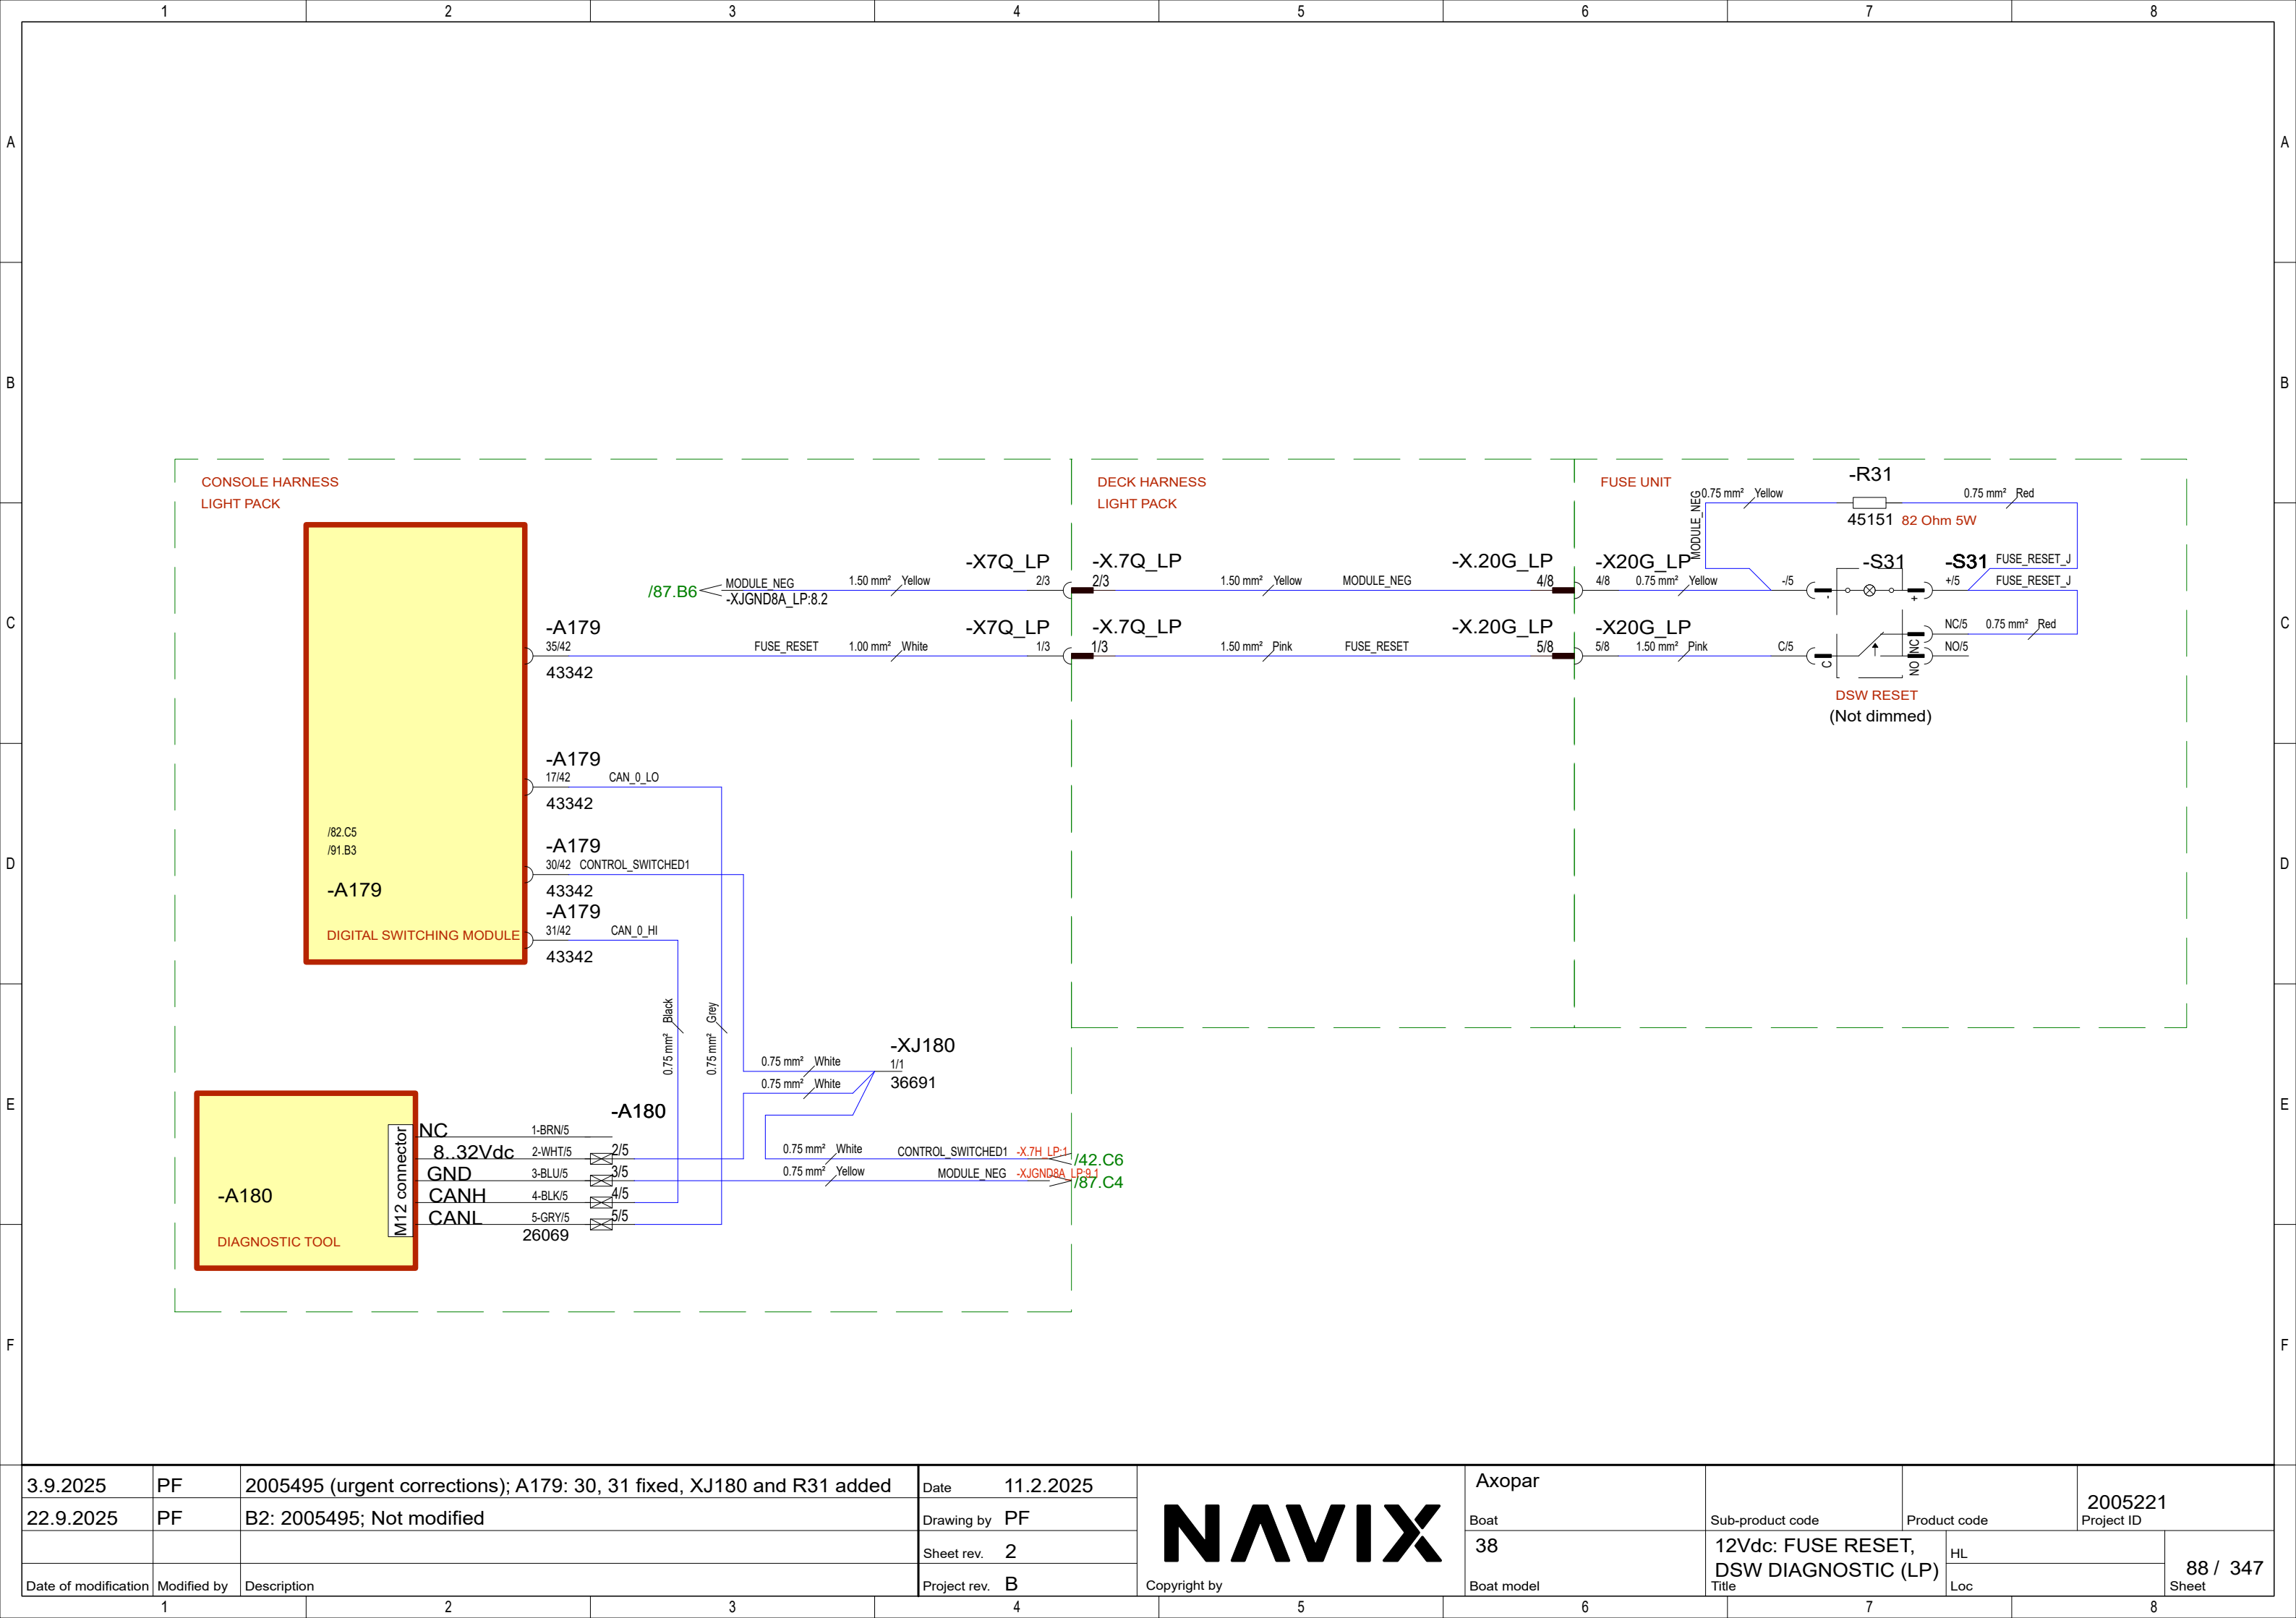 1 2 3 4 5 6 7 8
A A
B B
C C
D D
E E
F F
CONSOLE HARNESS
LIGHT PACK
DECK HARNESS
LIGHT PACK
FUSE UNIT
-R31
MODULE_NEG
0.75 mm² Yellow
0.75 mm² Red
45151 82 Ohm 5W
/87.B6
MODULE_NEG
-XJGND8A_LP:8.2
1.50 mm² Yellow
-X7Q_LP
2/3
-X.7Q_LP
2/3
1.50 mm² Yellow
MODULE_NEG
-X.20G_LP
4/8
-X20G_LP
4/8
0.75 mm² Yellow
-/5
-S31
-
+
-S31
+/5
FUSE_RESET_J
FUSE_RESET_J
-A179
35/42
43342
FUSE_RESET
1.00 mm² White
-X7Q_LP
1/3
-X.7Q_LP
1/3
1.50 mm² Pink
FUSE_RESET
-X.20G_LP
5/8
-X20G_LP
5/8
1.50 mm² Pink
C/5
C
NO NC
NC/5
0.75 mm² Red
NO/5
DSW RESET
(Not dimmed)
-A179
17/42
CAN_0_LO
43342
/82.C5
/91.B3
-A179
DIGITAL SWITCHING MODULE
-A179
30/42
CONTROL_SWITCHED1
43342
-A179
31/42
CAN_0_HI
43342
0.75 mm² Black
0.75 mm² Grey
0.75 mm² White
0.75 mm² White
-XJ180
1/1
36691
-A180
DIAGNOSTIC TOOL
M12 connector
-A180
NC 1-BRN/5
8..32Vdc 2-WHT/5 2/5
GND 3-BLU/5 3/5
CANH 4-BLK/5 4/5
CANL 5-GRY/5 5/5
26069
0.75 mm² White
CONTROL_SWITCHED1
-X.7H_LP:1
/42.C6
0.75 mm² Yellow
MODULE_NEG
-XJGND8A_LP:9.1
/87.C4
3.9.2025 PF 2005495 (urgent corrections); A179: 30, 31 fixed, XJ180 and R31 added
22.9.2025 PF B2: 2005495; Not modified
Date of modification Modified by Description
Date 11.2.2025
Drawing by PF
Sheet rev. 2
Project rev. B
NAVIX
Copyright by
Axopar
Boat
38
Boat model
Sub-product code
Product code
2005221
Project ID
12Vdc: FUSE RESET,
DSW DIAGNOSTIC (LP)
Title
HL
Loc
88 / 347
Sheet
1 2 3 4 5 6 7 8